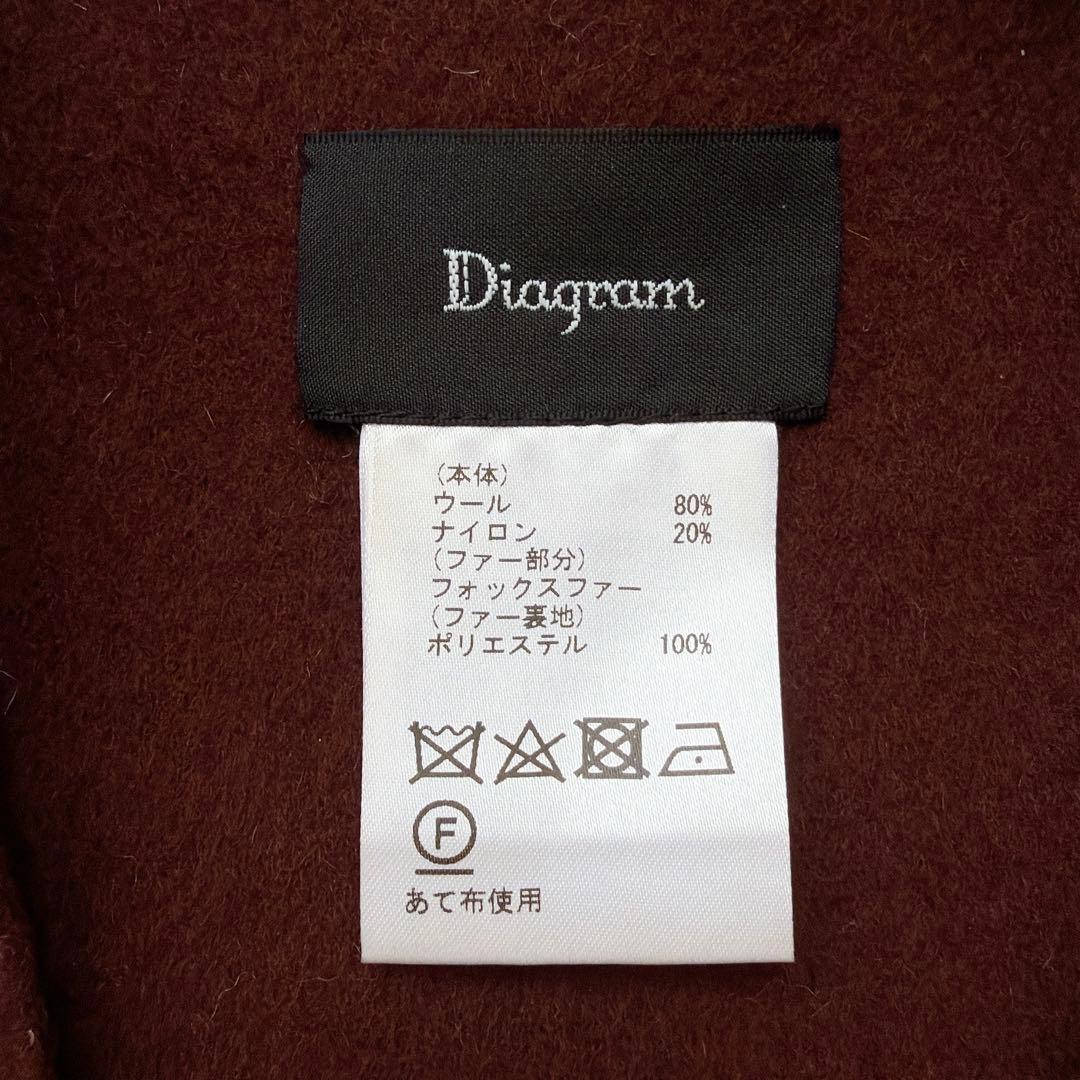 Diagram
(本体)
ウール 80%
ナイロン 20%
(ファー部分)
フォックスファー
(ファー裏地)
ポリエステル 100%
F
あて布使用